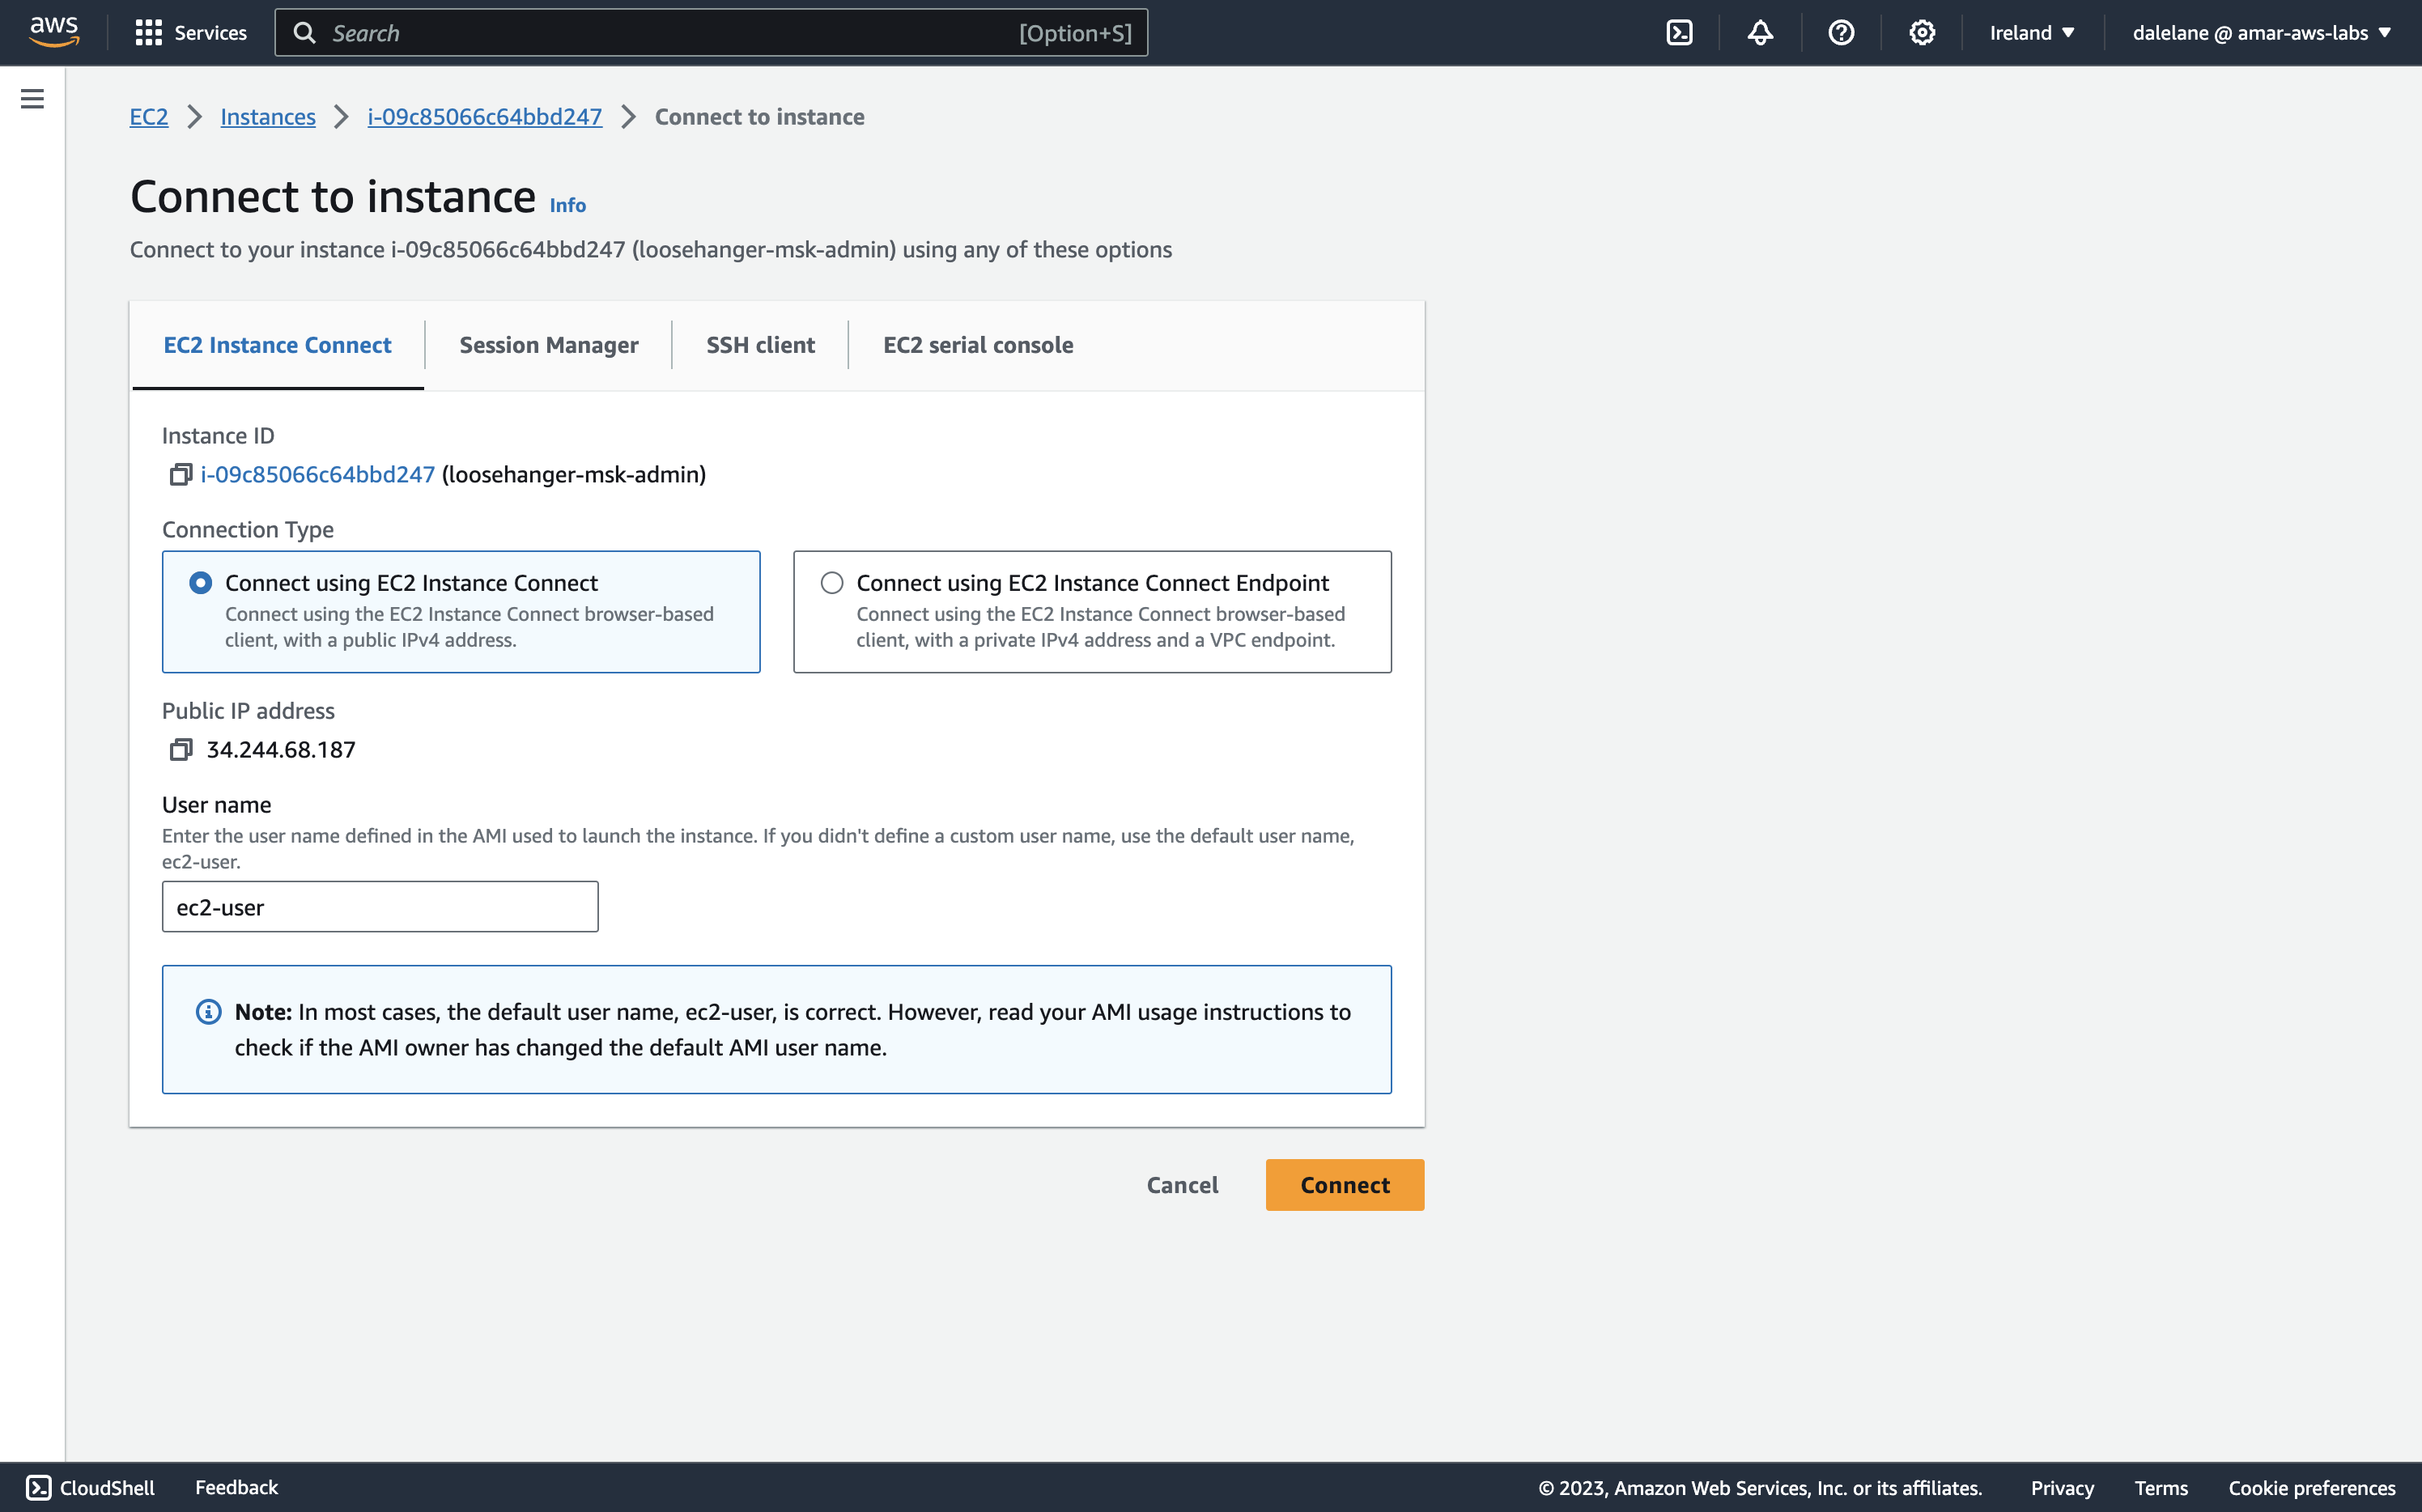 aws Services Search [Option+S] Ireland dalelane @ amar-aws-labs
EC2 Instances i-09c85066c64bbd247 Connect to instance
Connect to instance Info
Connect to your instance i-09c85066c64bbd247 (loosehanger-msk-admin) using any of these options
EC2 Instance Connect Session Manager SSH client EC2 serial console
Instance ID
i-09c85066c64bbd247 (loosehanger-msk-admin)
Connection Type
Connect using EC2 Instance Connect
Connect using the EC2 Instance Connect browser-based
client, with a public IPv4 address.
Connect using EC2 Instance Connect Endpoint
Connect using the EC2 Instance Connect browser-based
client, with a private IPv4 address and a VPC endpoint.
Public IP address
34.244.68.187
User name
Enter the user name defined in the AMI used to launch the instance. If you didn't define a custom user name, use the default user name,
ec2-user.
ec2-user
Note: In most cases, the default user name, ec2-user, is correct. However, read your AMI usage instructions to
check if the AMI owner has changed the default AMI user name.
Cancel Connect
CloudShell Feedback © 2023, Amazon Web Services, Inc. or its affiliates. Privacy Terms Cookie preferences